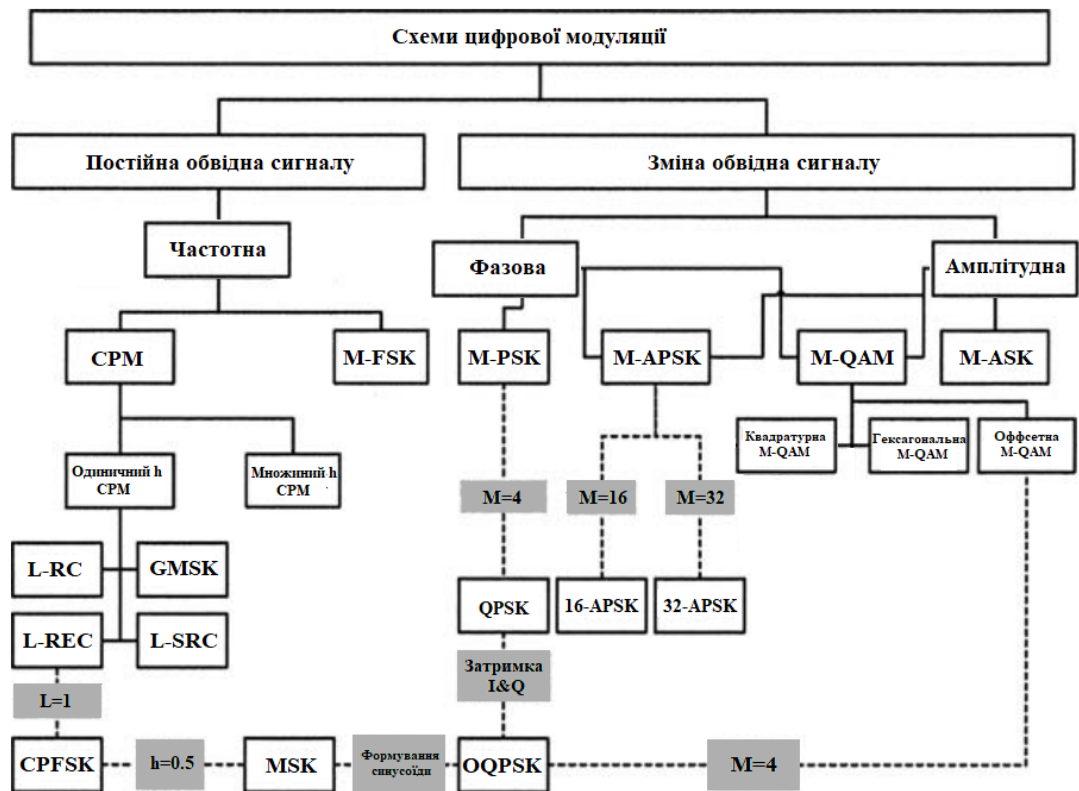 Схеми цифрової модуляції
Постійна обвідна сигналу
Зміна обвідна сигналу
Частотна
Фазова
Амплітудна
CPM
M-FSK
M-PSK
M-APSK
M-QAM
M-ASK
Одиничний h
CPM
Множиний h
CPM
Квадратурна
M-QAM
Гексагональна
M-QAM
Оффсетна
M-QAM
M=4
M=16
M=32
L-RC
GMSK
QPSK
16-APSK
32-APSK
L-REC
L-SRC
Затримка
I&Q
L=1
CPFSK
h=0.5
MSK
Формування
синусоїди
OQPSK
M=4